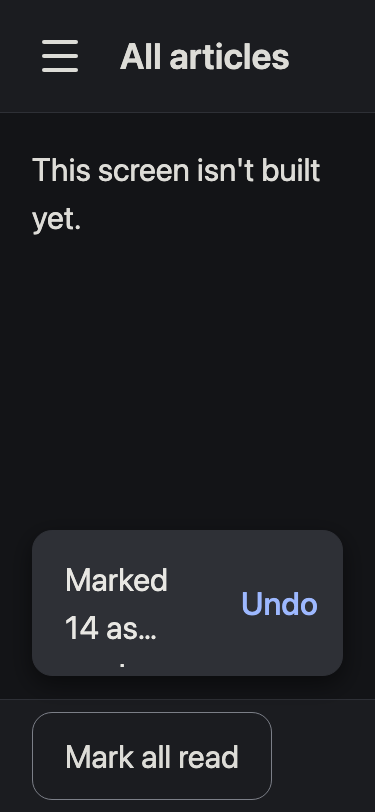 All articles
This screen isn't built
yet.
Marked
14 as…
Undo
Mark all read